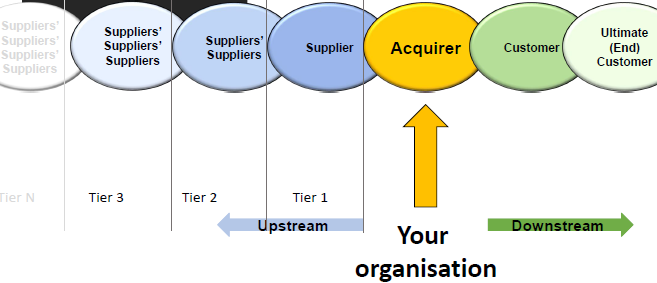 Suppliers'
Suppliers'
Suppliers'
Suppliers
Suppliers'
Suppliers'
Suppliers
Suppliers'
Suppliers
Supplier
Acquirer
Customer
Ultimate
(End)
Customer
Tier N
Tier 3
Tier 2
Tier 1
Upstream
Downstream
Your
organisation